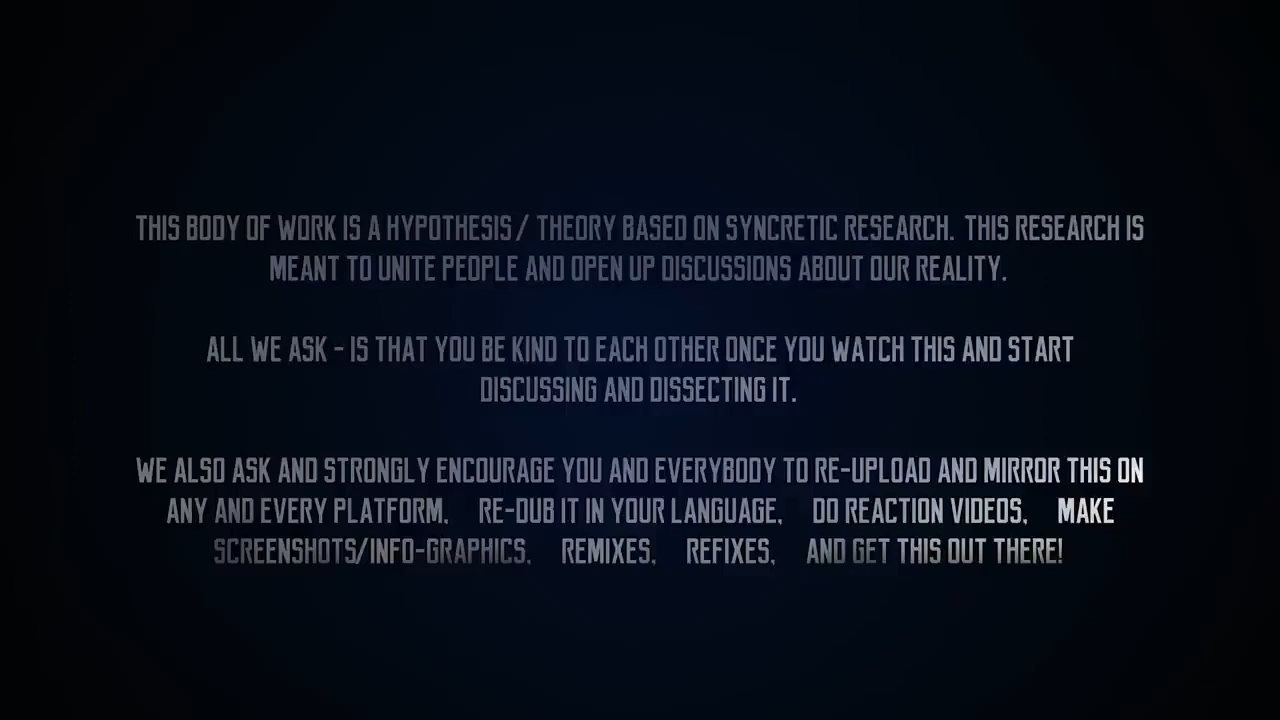 THIS BODY OF WORK IS A HYPOTHESIS / THEORY BASED ON SYNCRETIC RESEARCH. THIS RESEARCH IS
MEANT TO UNITE PEOPLE AND OPEN UP DISCUSSIONS ABOUT OUR REALITY.
ALL WE ASK - IS THAT YOU BE KIND TO EACH OTHER ONCE YOU WATCH THIS AND START
DISCUSSING AND DISSECTING IT.
WE ALSO ASK AND STRONGLY ENCOURAGE YOU AND EVERYBODY TO RE-UPLOAD AND MIRROR THIS ON
ANY AND EVERY PLATFORM, RE-DUB IT IN YOUR LANGUAGE, DO REACTION VIDEOS, MAKE
SCREENSHOTS/INFO-GRAPHICS, REMIXES, REFIXES, AND GET THIS OUT THERE!